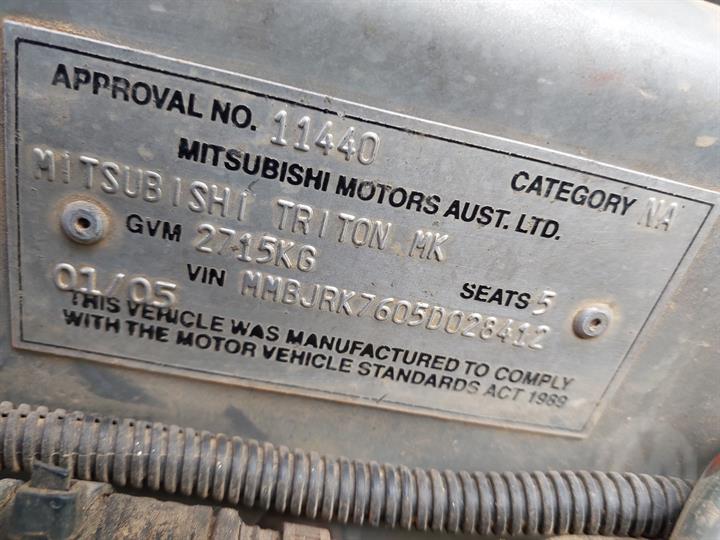 APPROVAL NO. 11440 CATEGORY NA
MITSUBISHI MOTORS AUST. LTD.
MITSUBISHI TRITON MK
GVM 2715KG SEATS 5
01/05 VIN MMBJRK7605D028412
THIS VEHICLE WAS MANUFACTURED TO COMPLY
WITH THE MOTOR VEHICLE STANDARDS ACT 1989